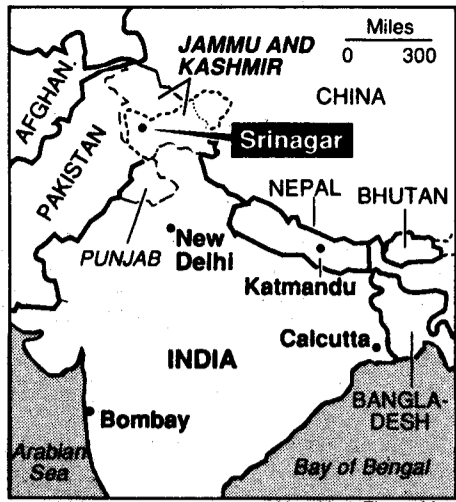 Miles
0 300
JAMMU AND
KASHMIR
AFGHAN.
CHINA
PAKISTAN
Srinagar
NEPAL
BHUTAN
PUNJAB
New
Delhi
Katmandu
Calcutta
INDIA
BANGLA-
DESH
Bombay
Arabian
Sea
Bay of Bengal